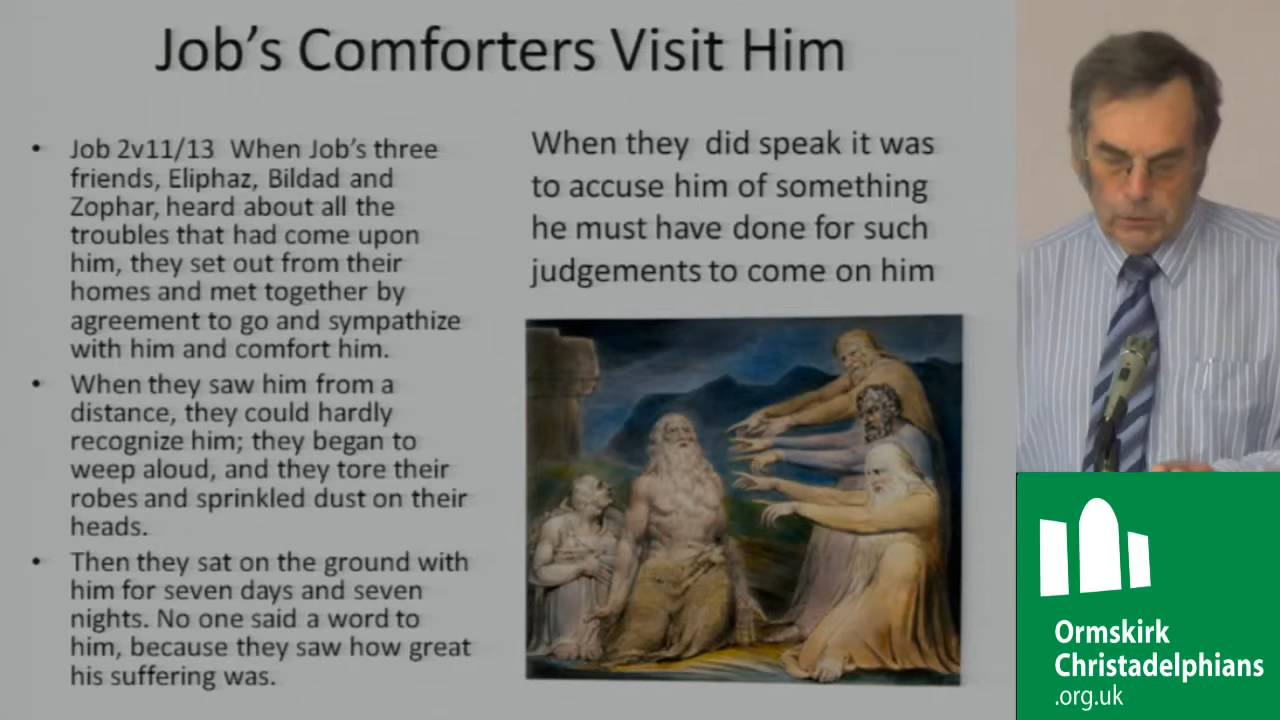 Job's Comforters Visit Him
• Job 2v11/13 When Job's three
friends, Eliphaz, Bildad and
Zophar, heard about all the
troubles that had come upon
him, they set out from their
homes and met together by
agreement to go and sympathize
with him and comfort him.
• When they saw him from a
distance, they could hardly
recognize him; they began to
weep aloud, and they tore their
robes and sprinkled dust on their
heads.
• Then they sat on the ground with
him for seven days and seven
nights. No one said a word to
him, because they saw how great
his suffering was.
When they did speak it was
to accuse him of something
he must have done for such
judgements to come on him
Ormskirk
Christadelphians
.org.uk